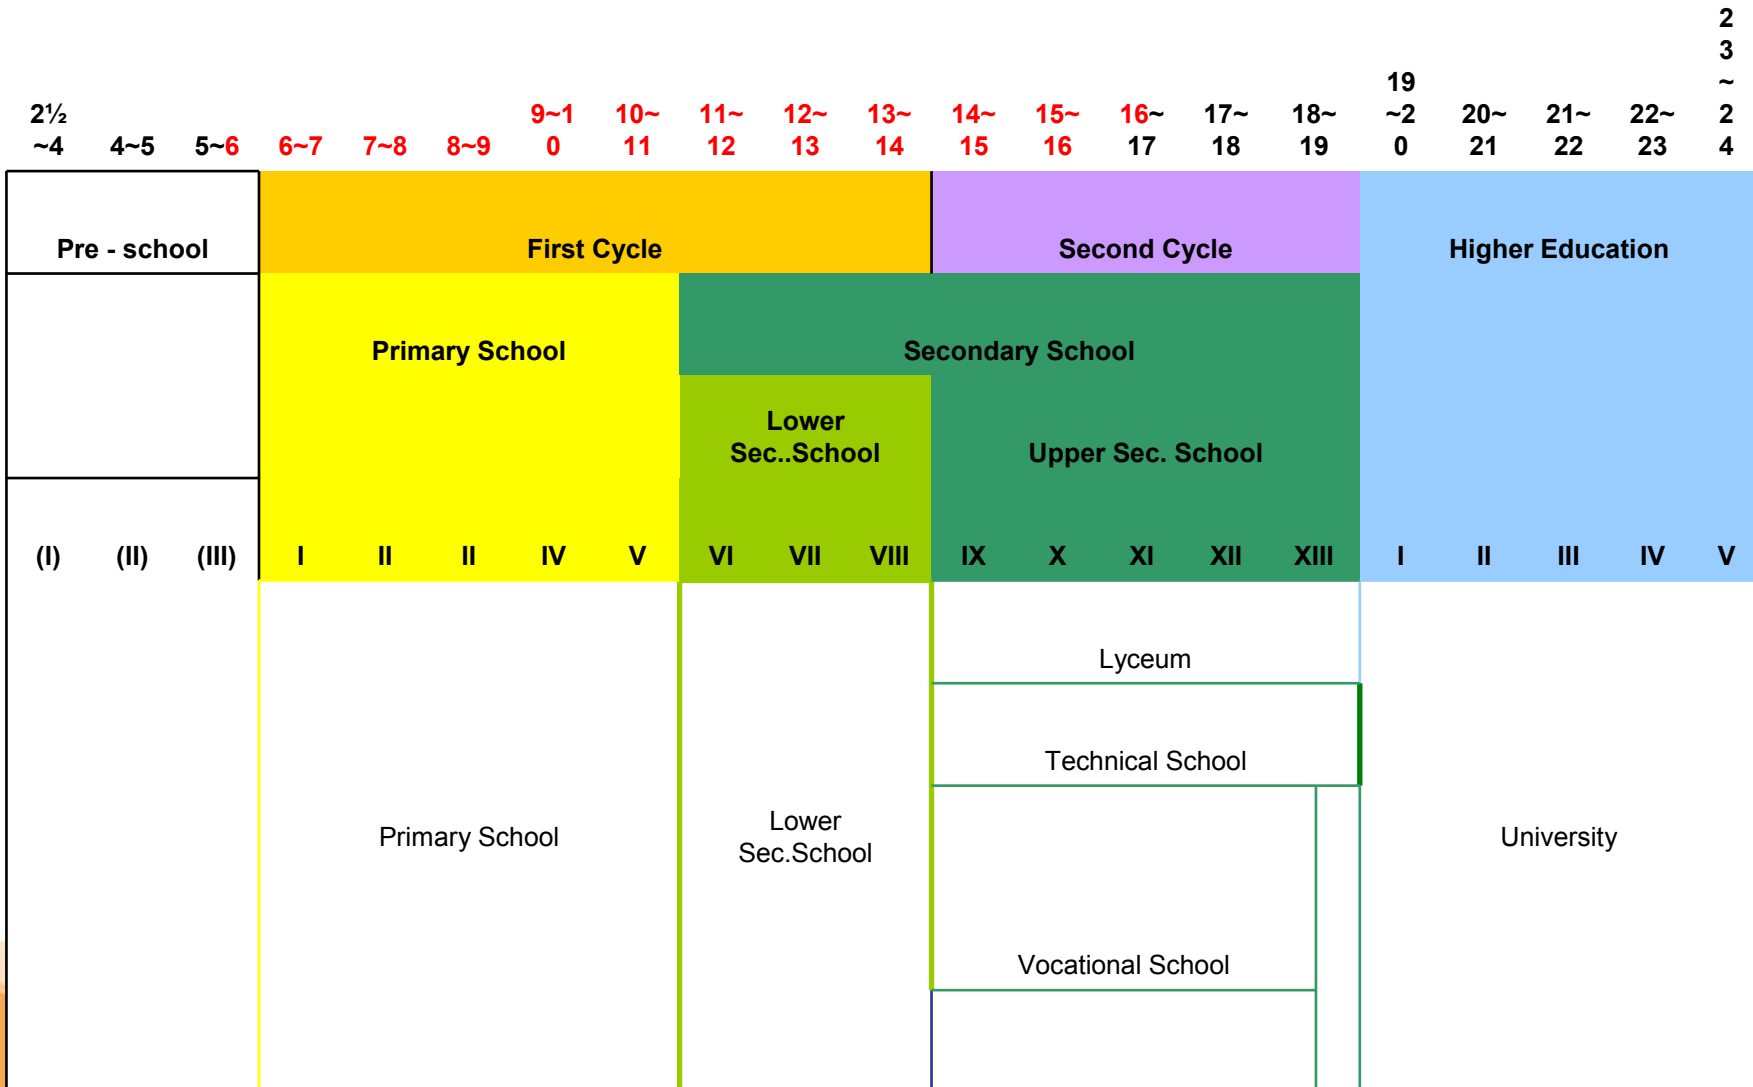 2½ ~4 4~5 5~6 6~7 7~8 8~9 9~1 0 10~ 11 11~ 12 12~ 13 13~ 14 14~ 15 15~ 16 16~ 17 17~ 18 18~ 19 19 ~2 0 20~ 21 21~ 22 22~ 23 2 3 ~ 2 4
Pre - school First Cycle Second Cycle Higher Education
Primary School Secondary School
Lower
Sec..School Upper Sec. School
(I) (II) (III) I II II IV V VI VII VIII IX X XI XII XIII I II III IV V
Lyceum
Technical School
Primary School
Lower
Sec.School
University
Vocational School